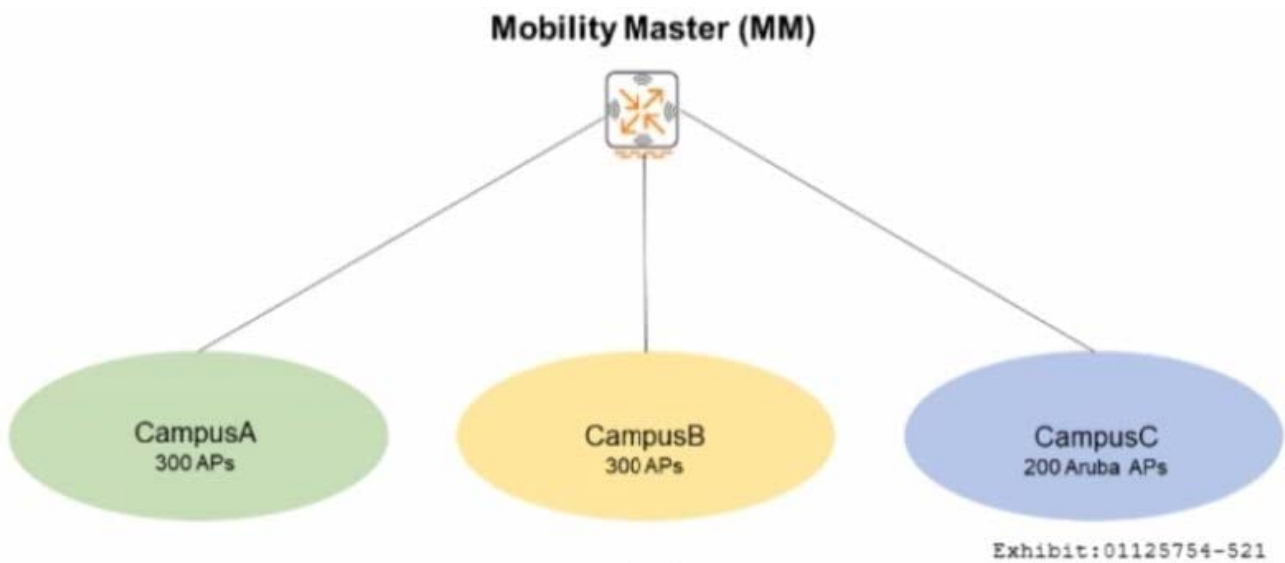 Mobility Master (MM)
CampusA
300 APs
CampusB
300 APs
CampusC
200 Aruba APs
Exhibit:01125754-521